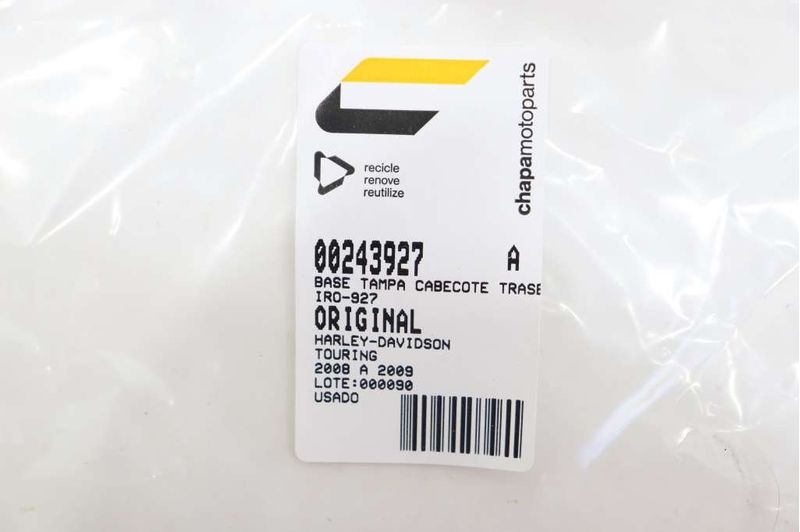 chapamotoparts
recicle
renove
reutilize
00243927 A
BASE TAMPA CABECOTE TRASE
IRO-927
ORIGINAL
HARLEY-DAVIDSON
TOURING
2008 A 2009
LOTE:000090
USADO